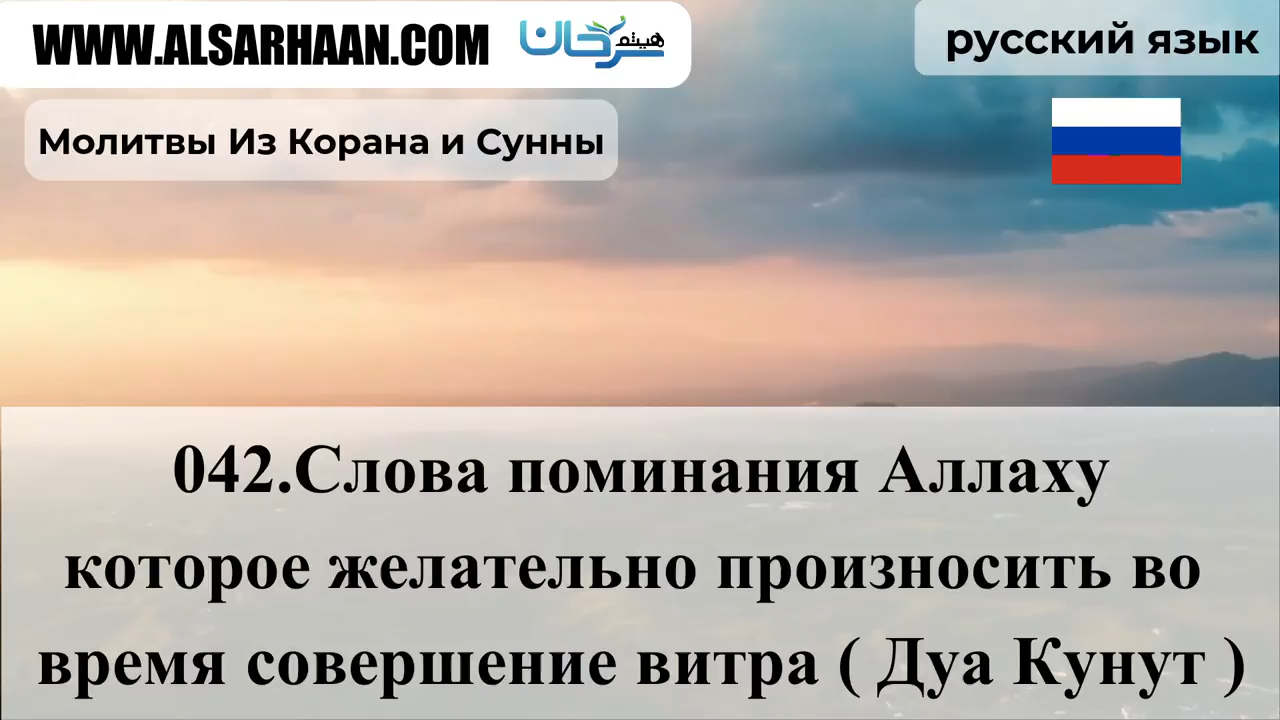 WWW.ALSARHAAN.COM
هيثم سرحان
русский язык
Молитвы Из Корана и Сунны
042.Слова поминания Аллаху
которое желательно произносить во
время совершение витра ( Дуа Кунут )